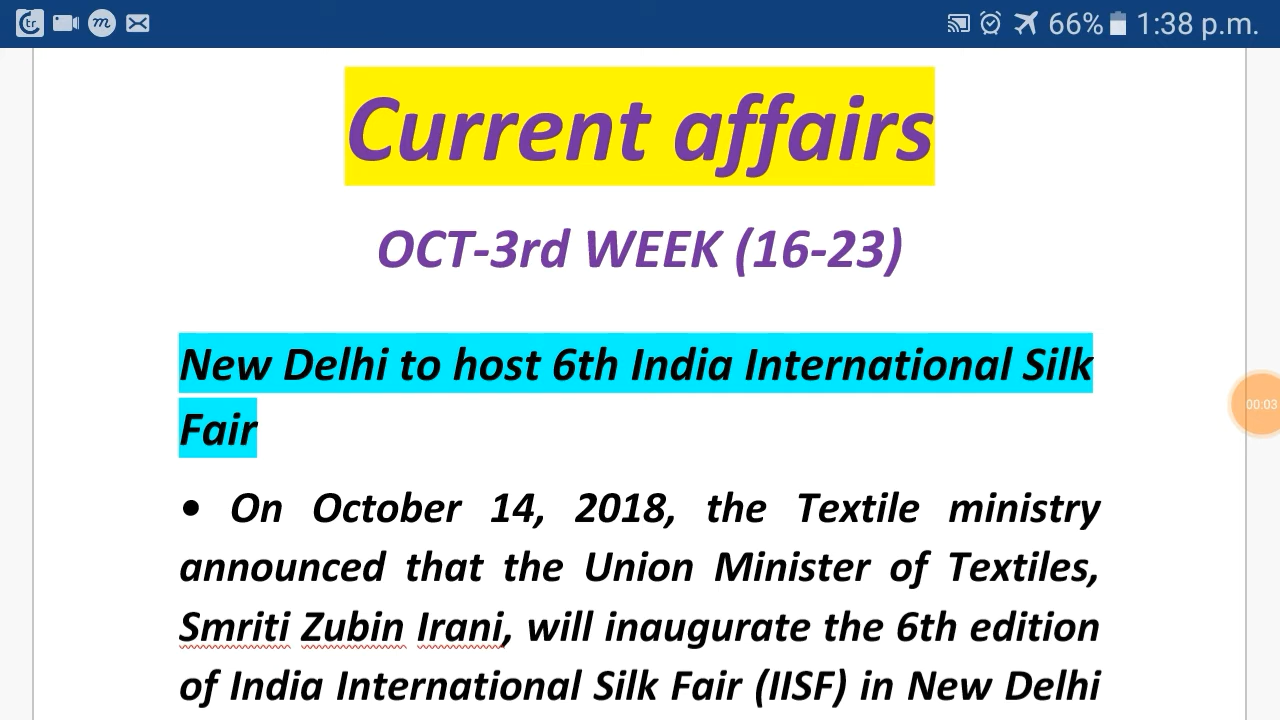 66% 1:38 p.m.
Current affairs
OCT-3rd WEEK (16-23)
New Delhi to host 6th India International Silk
Fair
• On October 14, 2018, the Textile ministry
announced that the Union Minister of Textiles,
Smriti Zubin Irani, will inaugurate the 6th edition
of India International Silk Fair (IISF) in New Delhi
00:03